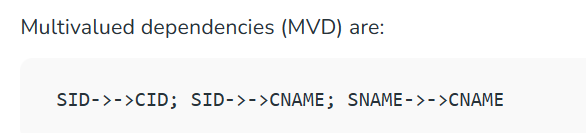 Multivalued dependencies (MVD) are:
SID->->CID; SID->->CNAME; SNAME->->CNAME